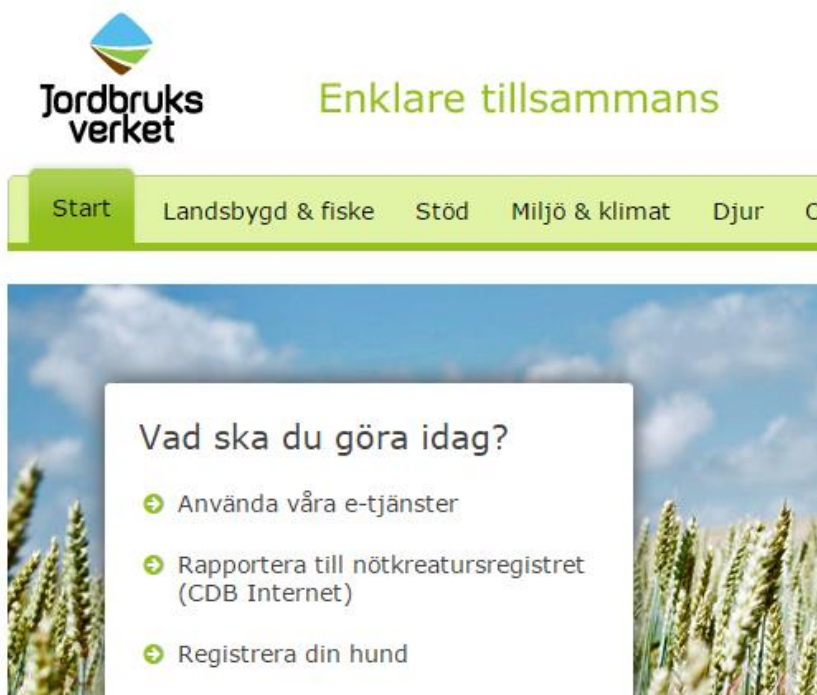 Jordbruks
verket
Enklare tillsammans
Start Landsbygd & fiske Stöd Miljö & klimat Djur
Vad ska du göra idag?
Använda våra e-tjänster
Rapportera till nötkreatursregistret
(CDB Internet)
Registrera din hund